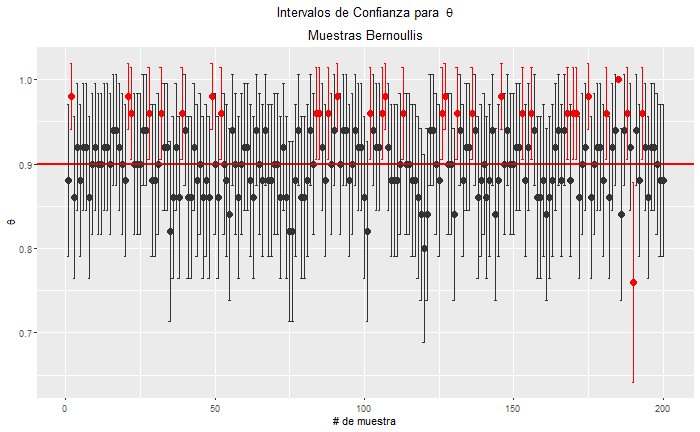 Intervalos de Confianza para θ
Muestras Bernoullis
1.0
0.9
0.8
0.7
θ
0 50 100 150 200
# de muestra